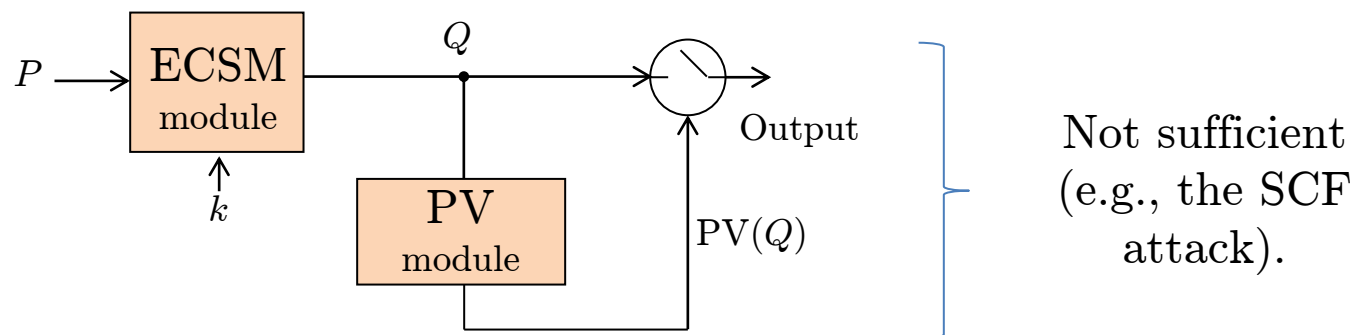 P
ECSM
module
k
Q
PV
module
PV(Q)
Output
Not sufficient
(e.g., the SCF
attack).